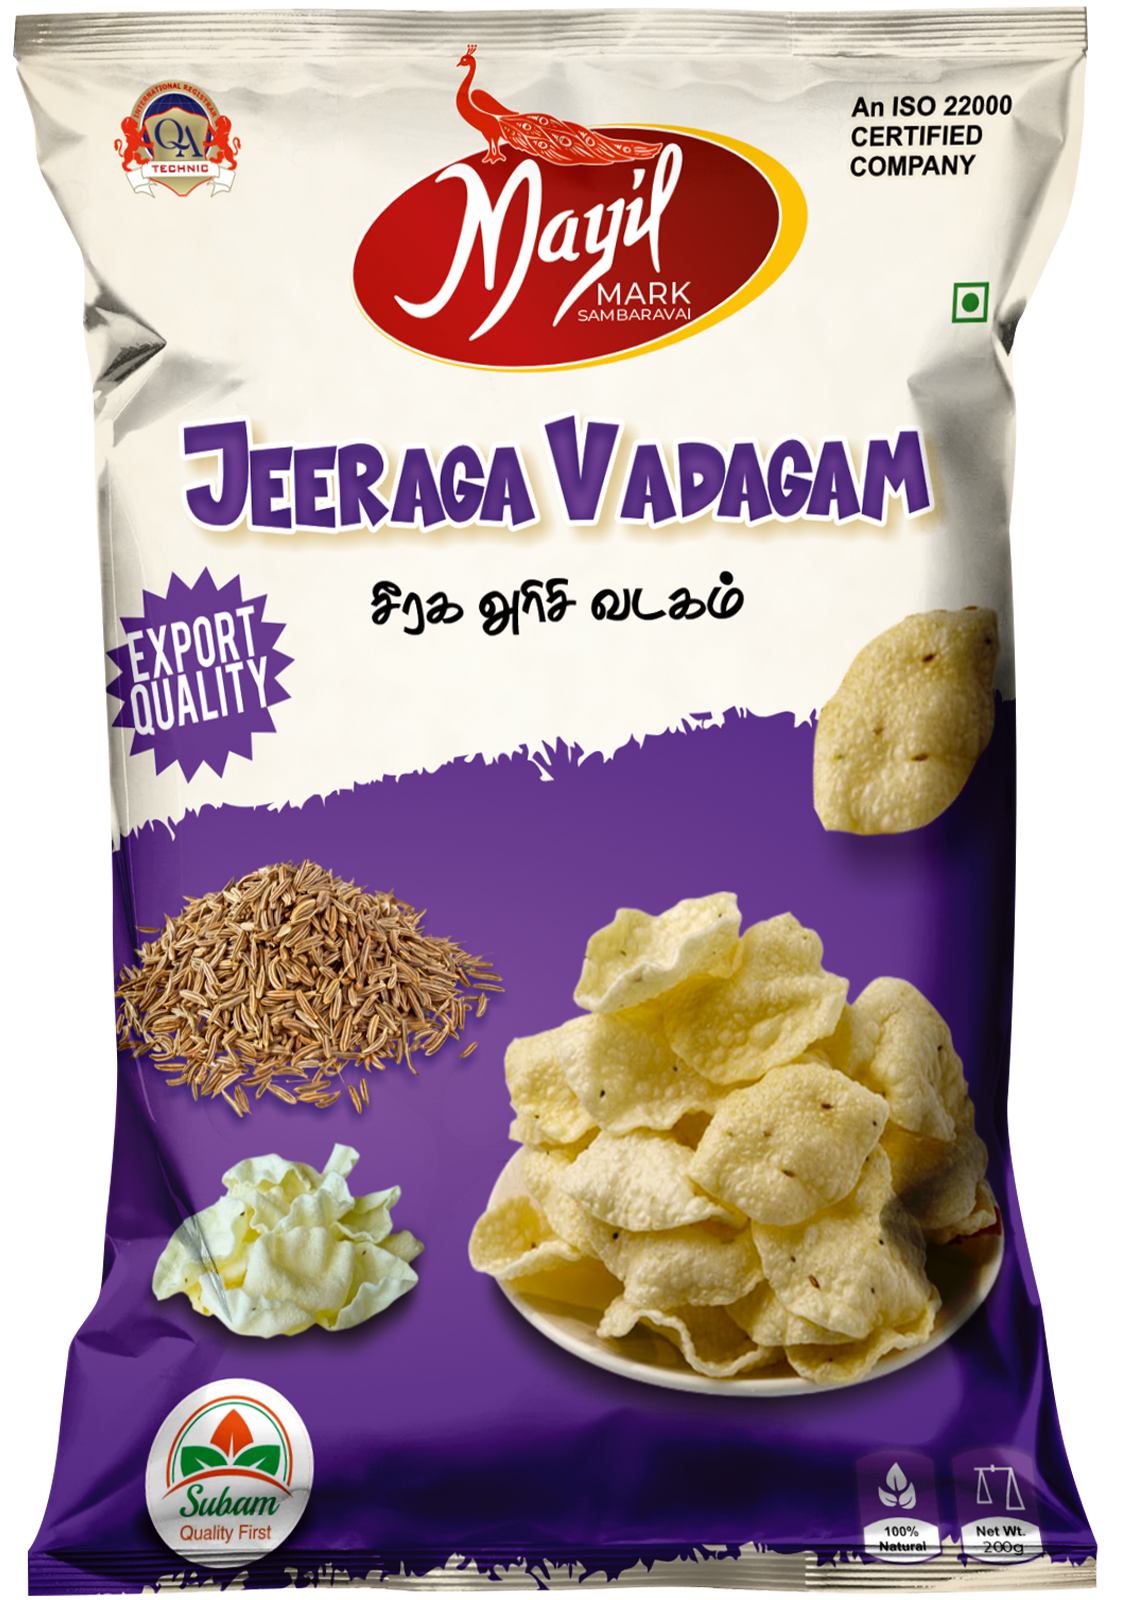 INTERNATIONAL REGISTRAR
QA
TECHNIC
An ISO 22000
CERTIFIED
COMPANY
Mayil
MARK
SAMBARAVAI
JEERAGA VADAGAM
சீரக அரிசி வடகம்
EXPORT
QUALITY
Subam
Quality First
100%
Natural
Net Wt.
200g